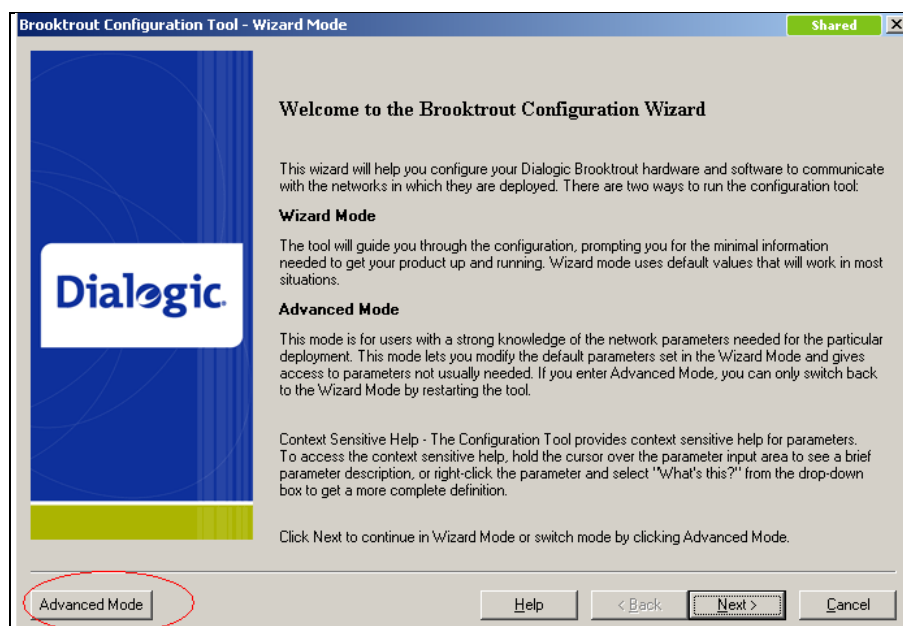 Brooktrout Configuration Tool - Wizard Mode
Shared
Welcome to the Brooktrout Configuration Wizard
This wizard will help you configure your Dialogic Brooktrout hardware and software to communicate
with the networks in which they are deployed. There are two ways to run the configuration tool:
Wizard Mode
The tool will guide you through the configuration, prompting you for the minimal information
needed to get your product up and running. Wizard mode uses default values that will work in most
situations.
Dialogic.
Advanced Mode
This mode is for users with a strong knowledge of the network parameters needed for the particular
deployment. This mode lets you modify the default parameters set in the Wizard Mode and gives
access to parameters not usually needed. If you enter Advanced Mode, you can only switch back
to the Wizard Mode by restarting the tool.
Context Sensitive Help - The Configuration Tool provides context sensitive help for parameters.
To access the context sensitive help, hold the cursor over the parameter input area to see a brief
parameter description, or right-click the parameter and select "What's this?" from the drop-down
box to get a more complete definition.
Click Next to continue in Wizard Mode or switch mode by clicking Advanced Mode.
Advanced Mode
Help
< Back
Next >
Cancel